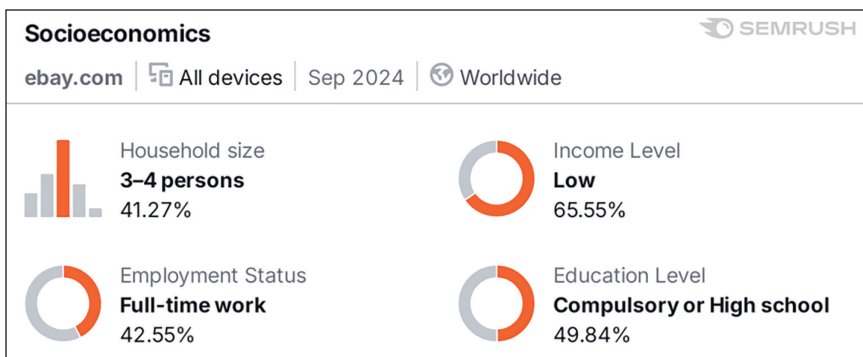 Socioeconomics
SEMRUSH
ebay.com All devices Sep 2024 Worldwide
Household size
3–4 persons
41.27%
Income Level
Low
65.55%
Employment Status
Full-time work
42.55%
Education Level
Compulsory or High school
49.84%